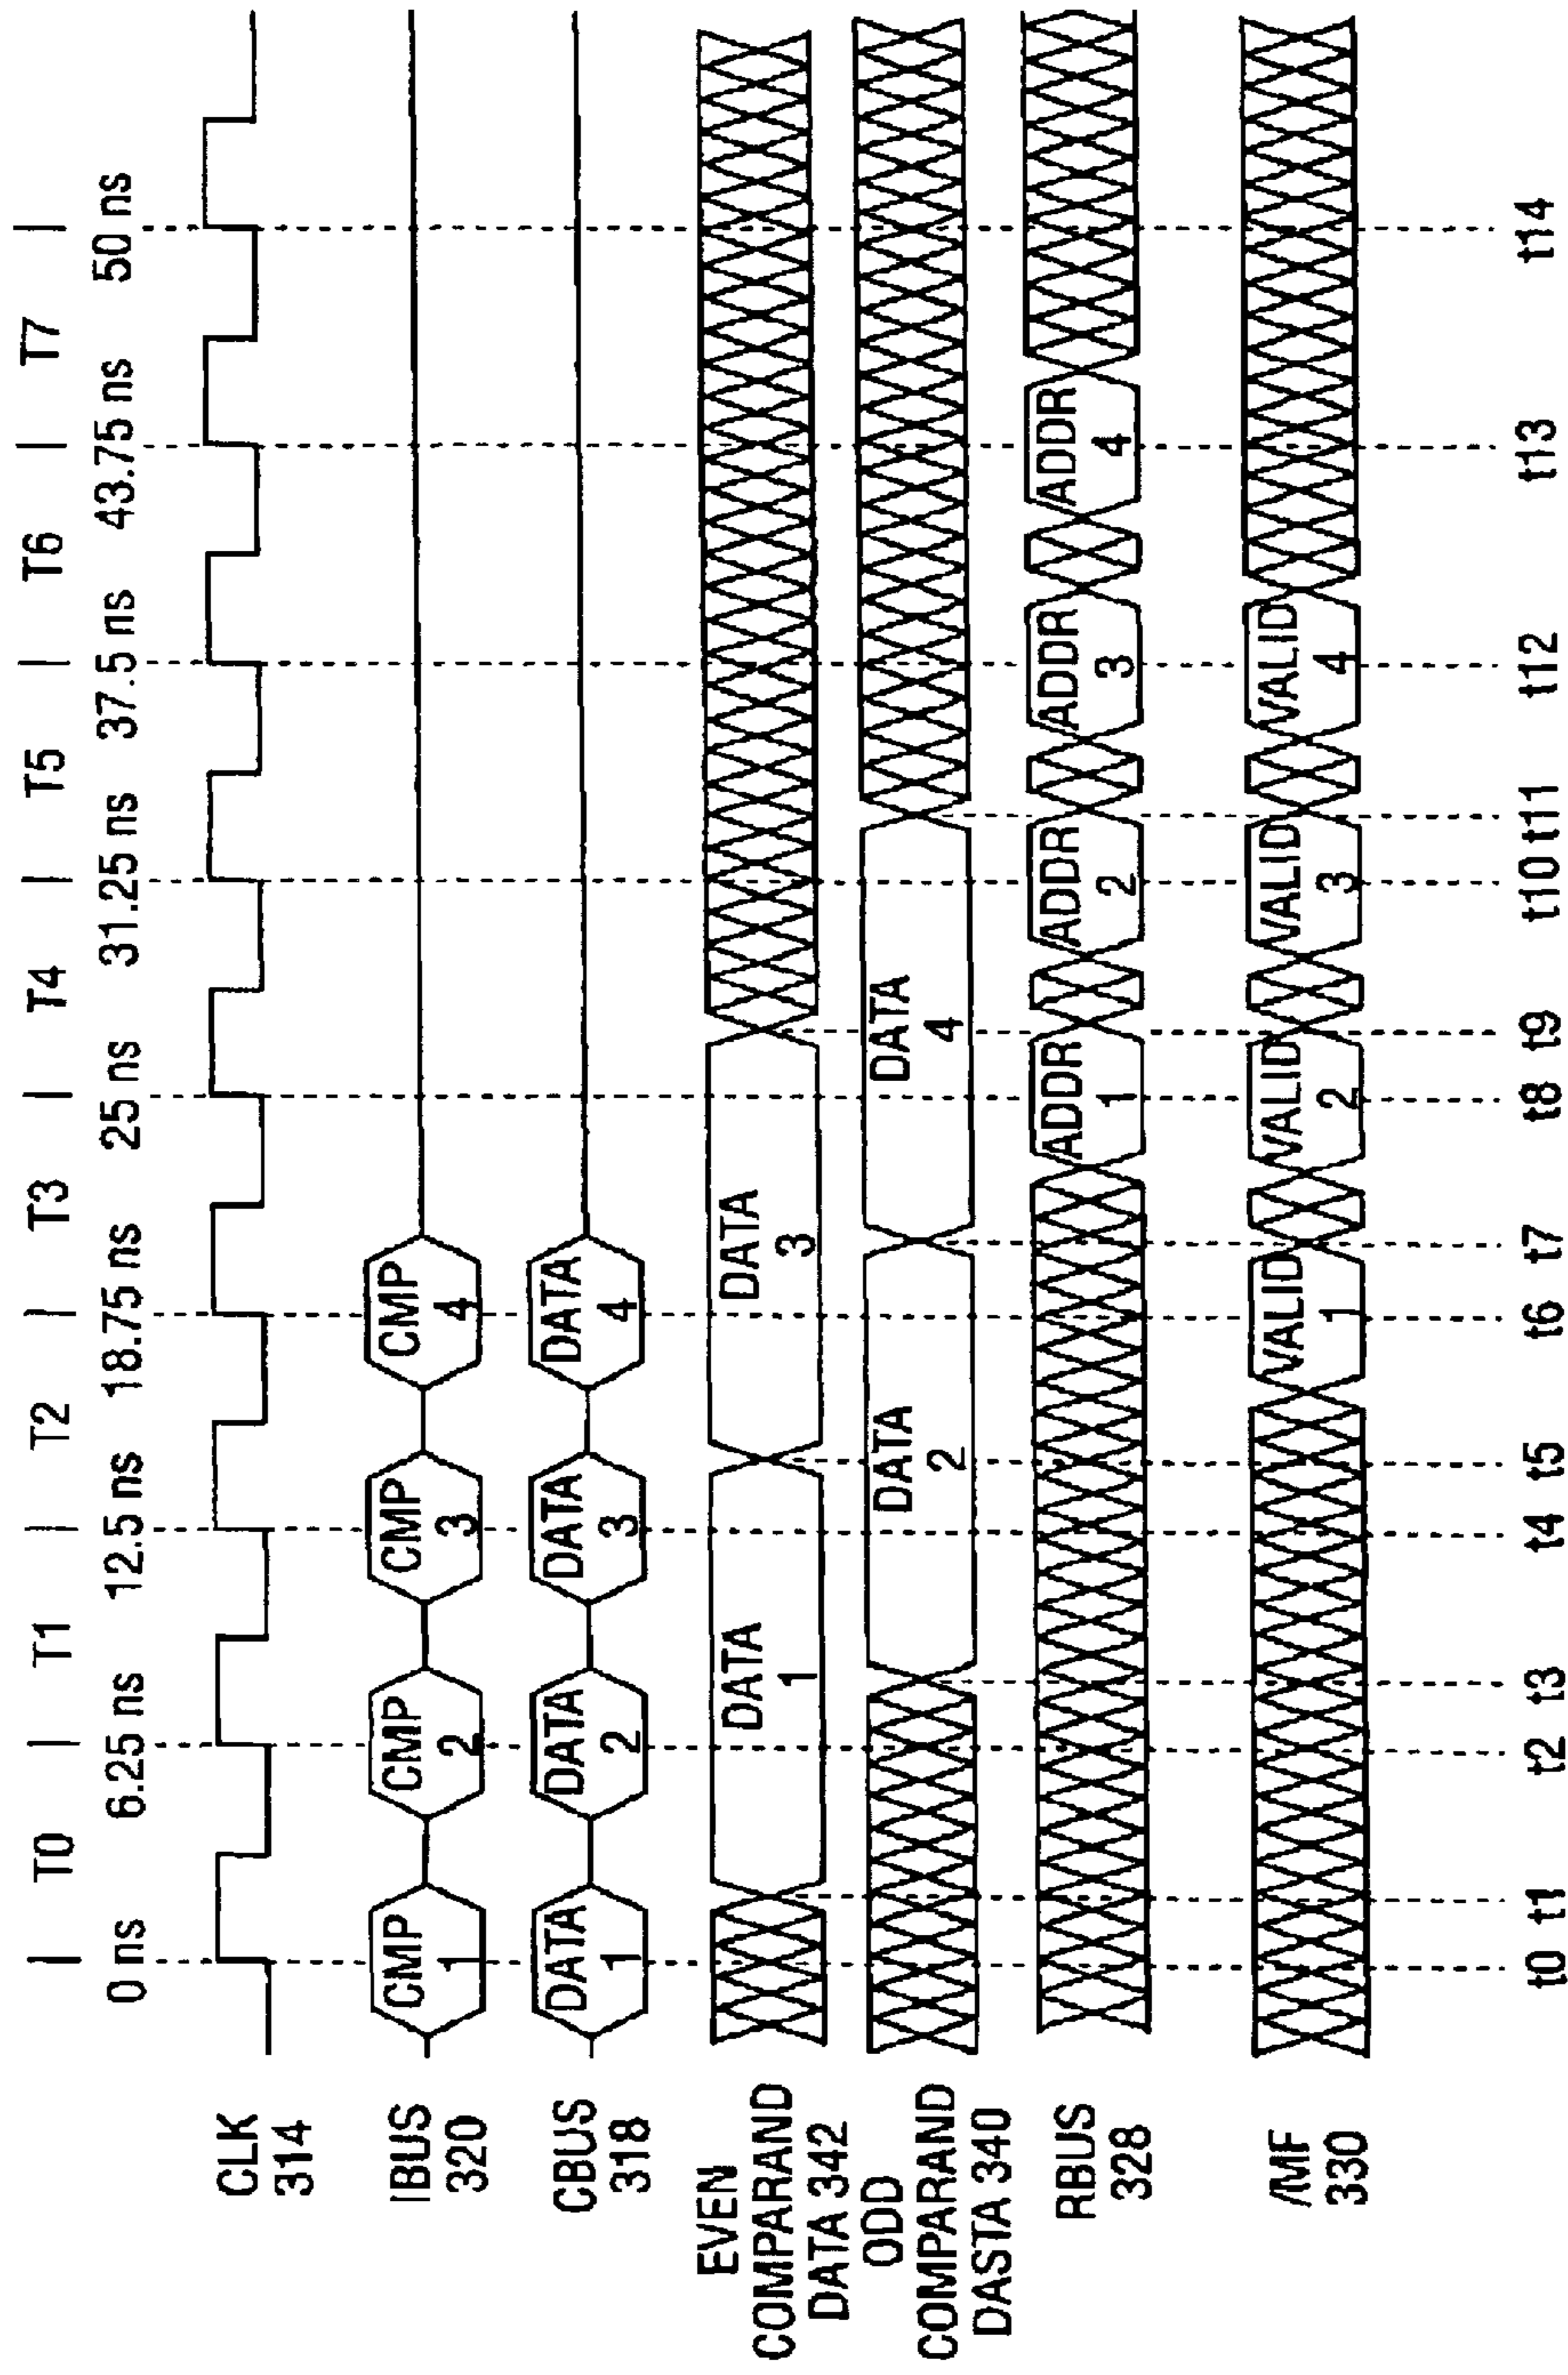 T0 T1 T2 T3 T4 T5 T6 T7
0 ns 6.25 ns 12.5 ns 18.75 ns 25 ns 31.25 ns 37.5 ns 43.75 ns 50 ns
CLK
314
IBUS
320
CMP
1
CMP
2
CMP
3
CMP
4
CBUS
318
DATA
1
DATA
2
DATA
3
DATA
4
EVEN
COMPARAND
DATA 342
DATA
1
DATA
3
ODD
COMPARAND
DASTA 340
DATA
2
DATA
4
RBUS
328
ADDR
1
ADDR
2
ADDR
3
ADDR
4
/MF
330
VALID
1
VALID
2
VALID
3
VALID
4
t0 t1 t2 t3 t4 t5 t6 t7 t8 t9 t10 t11 t12 t13 t14